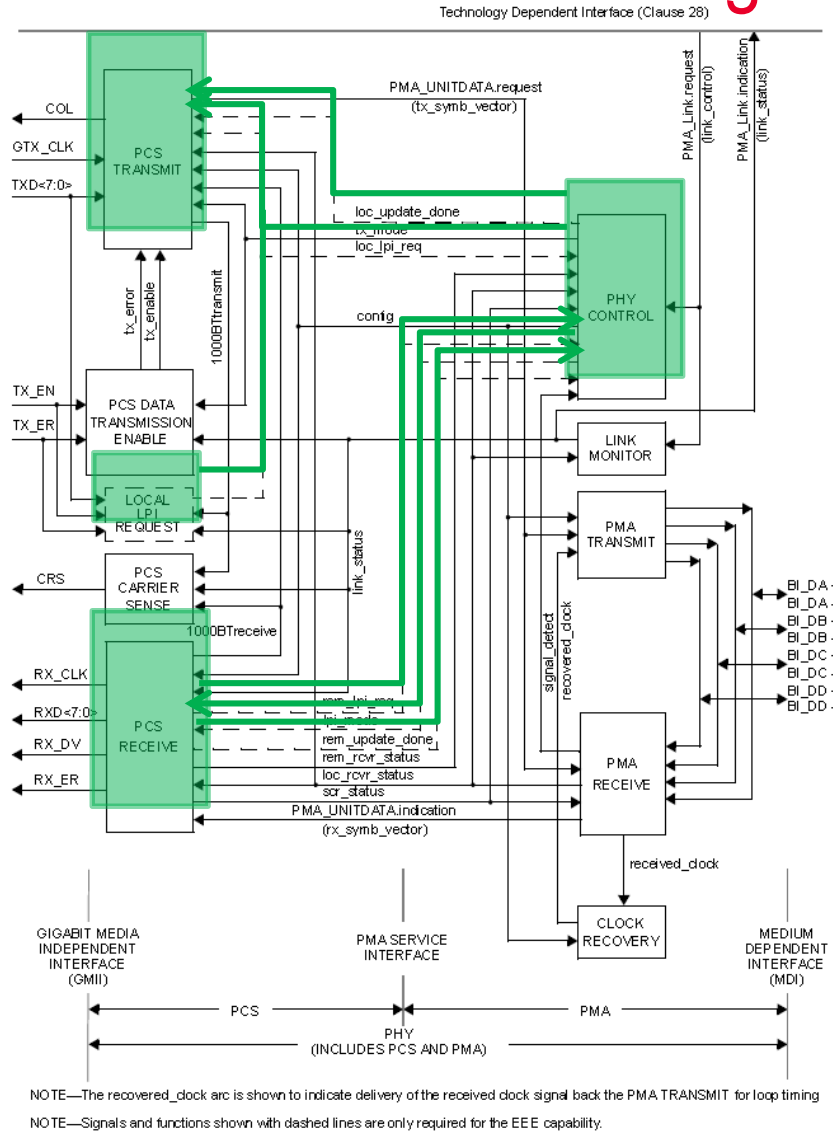 Technology Dependent Interface (Clause 28)
PMA_UNITDATA.request
(tx_symb_vector)
PMA_Link.request
(link_control)
PMA_Link.indication
(link_status)
COL
GTX_CLK
TXD<7:0>
PCS
TRANSMIT
loc_update_done
tx_mode
loc_lpi_req
PHY
CONTROL
config
tx_error
tx_enable
1000BTtransmit
TX_EN
TX_ER
PCS DATA
TRANSMISSION
ENABLE
LINK
MONITOR
LOCAL
LPI
REQUEST
PMA
TRANSMIT
link_status
CRS
PCS
CARRIER
SENSE
1000BTreceive
signal_detect
recovered_clock
BI_DA
BI_DA -
BI_DB
BI_DB -
BI_DC
BI_DC -
BI_DD
BI_DD -
RX_CLK
RXD<7:0>
RX_DV
RX_ER
PCS
RECEIVE
rem_lpi_req
lpi_mode
rem_update_done
rem_rcvr_status
loc_rcvr_status
scr_status
PMA_UNITDATA.indication
(rx_symb_vector)
PMA
RECEIVE
received_clock
CLOCK
RECOVERY
GIGABIT MEDIA
INDEPENDENT
INTERFACE
(GMII)
PMA SERVICE
INTERFACE
MEDIUM
DEPENDENT
INTERFACE
(MDI)
PCS
PMA
PHY
(INCLUDES PCS AND PMA)
NOTE—The recovered_clock arc is shown to indicate delivery of the received clock signal back the PMA TRANSMIT for loop timing
NOTE—Signals and functions shown with dashed lines are only required for the EEE capability.